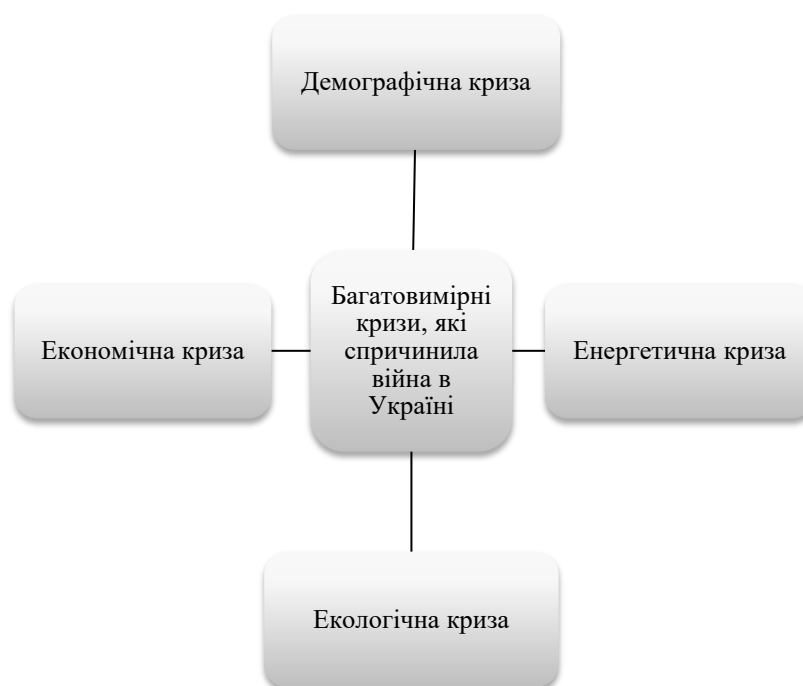 Демографічна криза
Економічна криза
Багатовимірні
кризи, які
спричинила
війна в
Україні
Енергетична криза
Екологічна криза